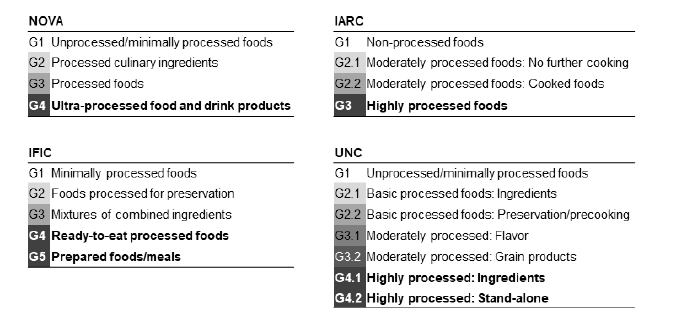 NOVA
G1 Unprocessed/minimally processed foods
G2 Processed culinary ingredients
G3 Processed foods
G4 Ultra-processed food and drink products
IARC
G1 Non-processed foods
G2.1 Moderately processed foods: No further cooking
G2.2 Moderately processed foods: Cooked foods
G3 Highly processed foods
IFIC
G1 Minimally processed foods
G2 Foods processed for preservation
G3 Mixtures of combined ingredients
G4 Ready-to-eat processed foods
G5 Prepared foods/meals
UNC
G1 Unprocessed/minimally processed foods
G2.1 Basic processed foods: Ingredients
G2.2 Basic processed foods: Preservation/precooking
G3.1 Moderately processed: Flavor
G3.2 Moderately processed: Grain products
G4.1 Highly processed: Ingredients
G4.2 Highly processed: Stand-alone